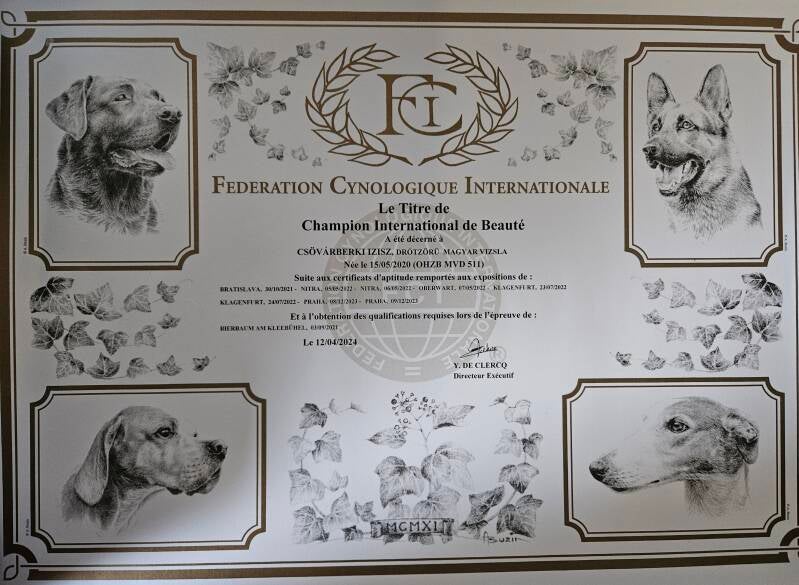 FCI
FEDERATION CYNOLOGIQUE INTERNATIONALE
Le Titre de
Champion International de Beauté
A été décerné à
CSÖVÁRBERKI IZISZ, DRÓTZÖRÜ MAGYAR VIZSLA
Née le 15/05/2020 (OHZB MVD 511)
Suite aux certificats d'aptitude remportés aux expositions de :
BRATISLAVA, 30/10/2021 - NITRA, 05/05/2022 - NITRA, 06/05/2022 - OBERWART, 07/05/2022 - KLAGENFURT, 23/07/2022
KLAGENFURT, 24/07/2022 - PRAHA, 08/12/2023 - PRAHA, 09/12/2023
Et à l'obtention des qualifications requises lors de l'épreuve de :
BIERBAUM AM KLEEBÜHEL, 03/09/2021
Le 12/04/2024
Y. DE CLERCQ
Directeur Exécutif
MCMXI